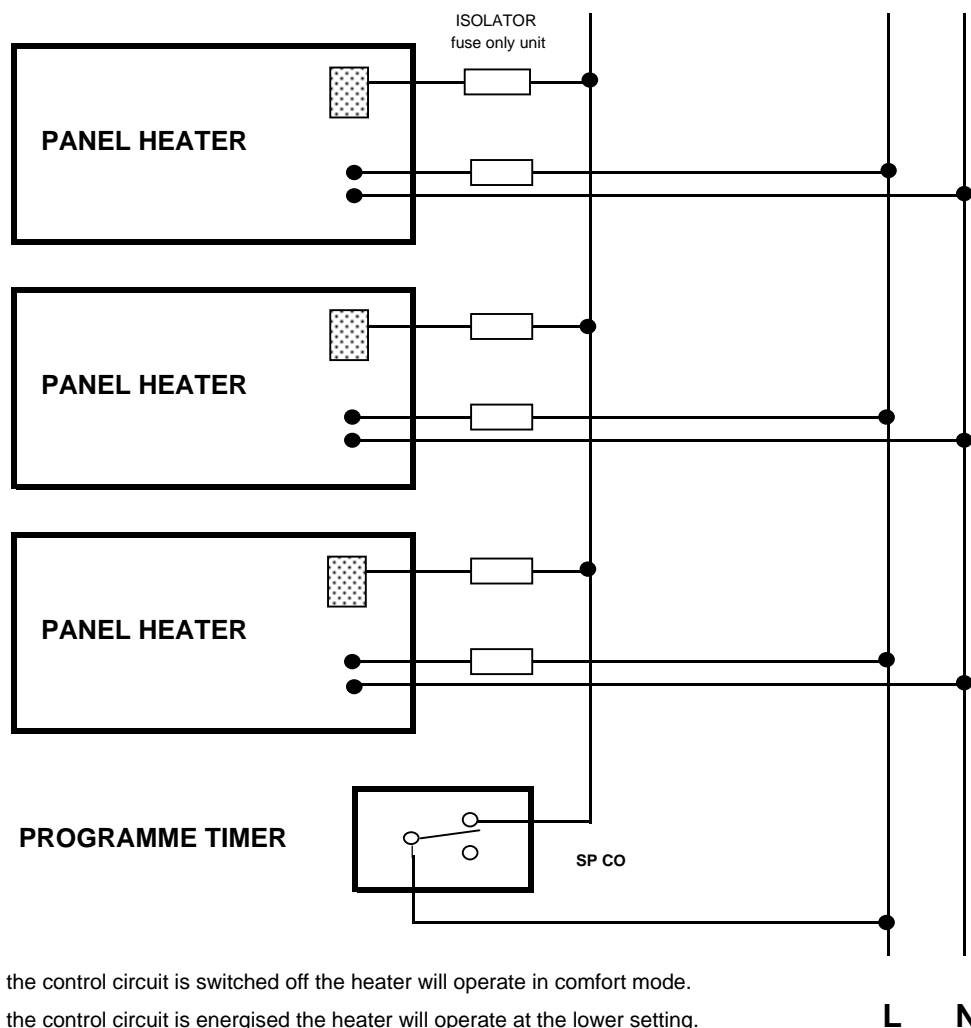 ISOLATOR
fuse only unit
PANEL HEATER
PANEL HEATER
PANEL HEATER
PROGRAMME TIMER
SP CO
the control circuit is switched off the heater will operate in comfort mode.
the control circuit is energised the heater will operate at the lower setting.
L N